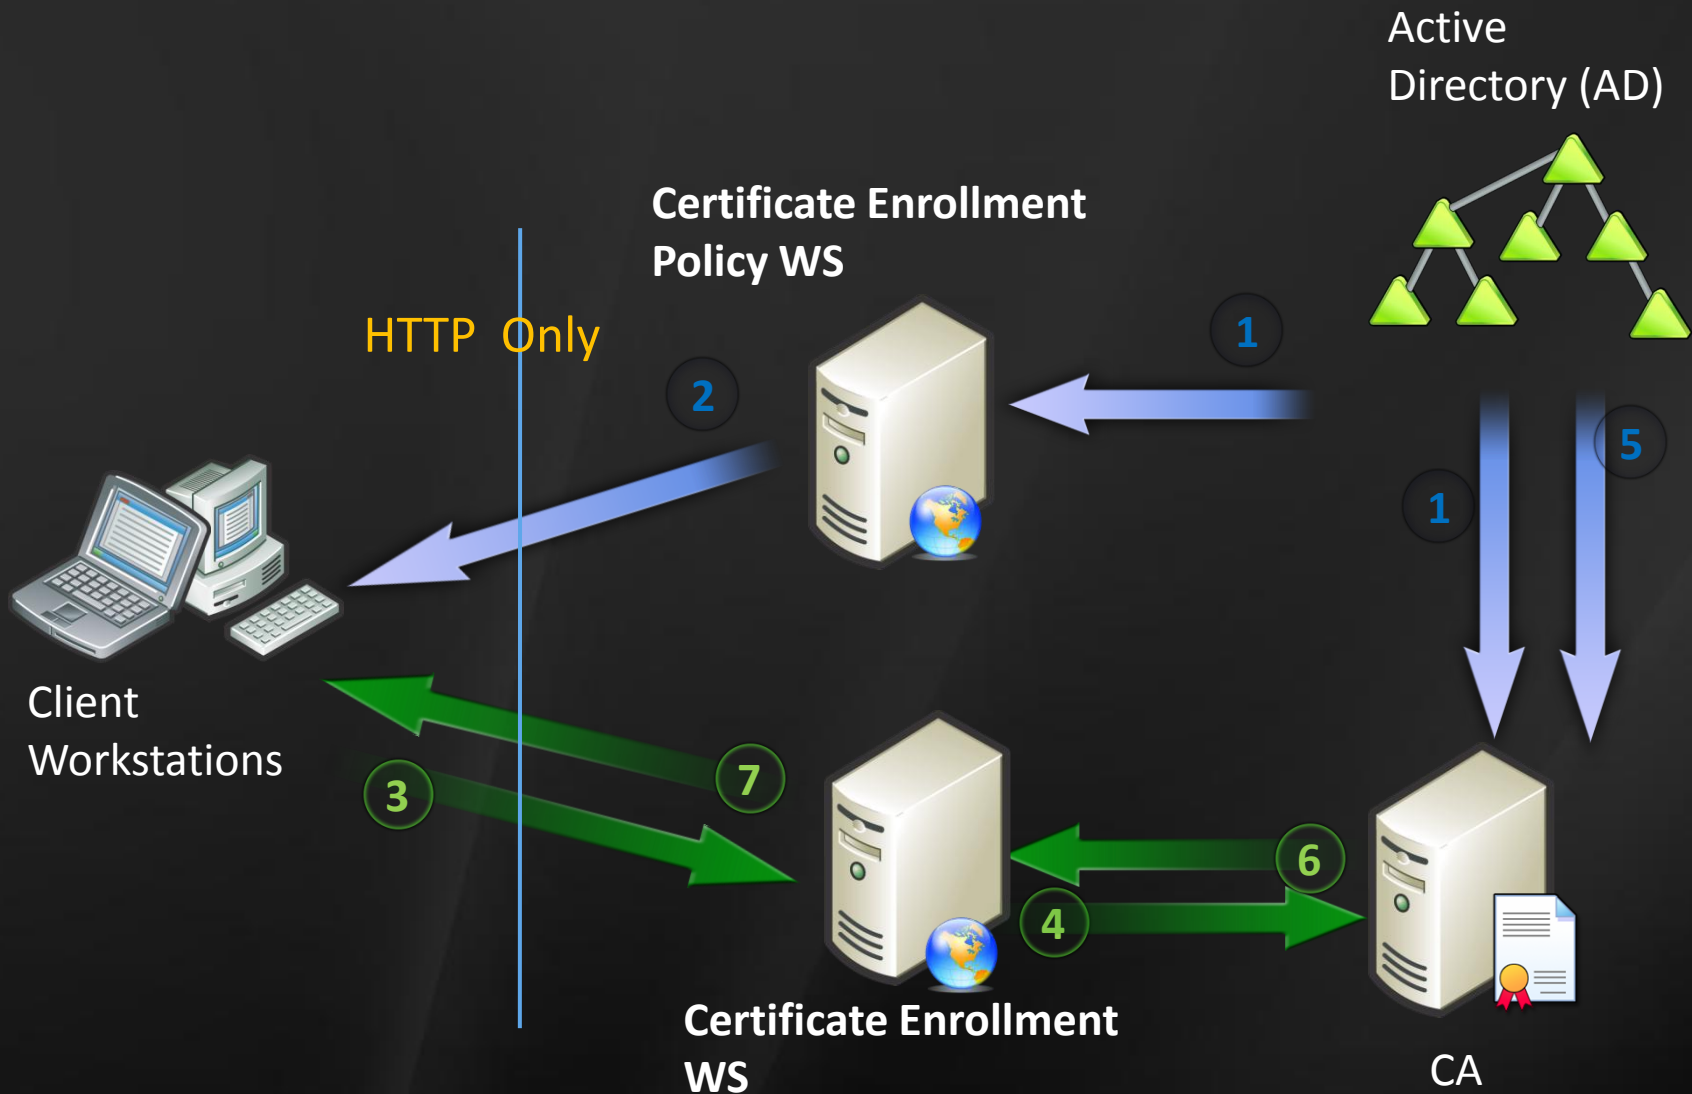 Active
Directory (AD)
Certificate Enrollment
Policy WS
HTTP Only
1
2
5
1
Client
Workstations
7
3
6
4
Certificate Enrollment
WS
CA